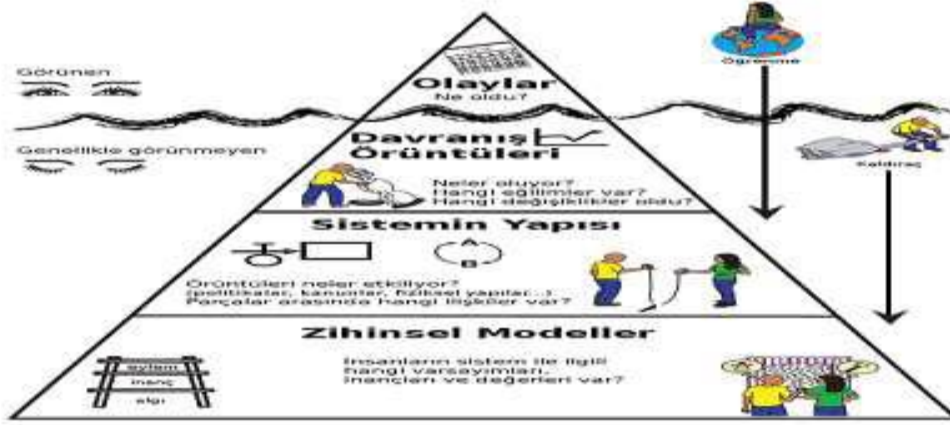 Görünen
Genellikle görünmeyen
Olaylar
Ne oldu?
Öğrenme
Davranış
Örüntüleri
Neler oluyor?
Hangi eğilimler var?
Hangi değişiklikler oldu?
Kaldıraç
Sistemin Yapısı
A
B
Örüntüleri neler etkiliyor?
(politikalar, kanunlar, fiziksel yapılar...)
Parçalar arasında hangi ilişkiler var?
Zihinsel Modeller
eylem
inanç
algı
İnsanların sistem ile ilgili
hangi varsayımları,
inançları ve değerleri var?